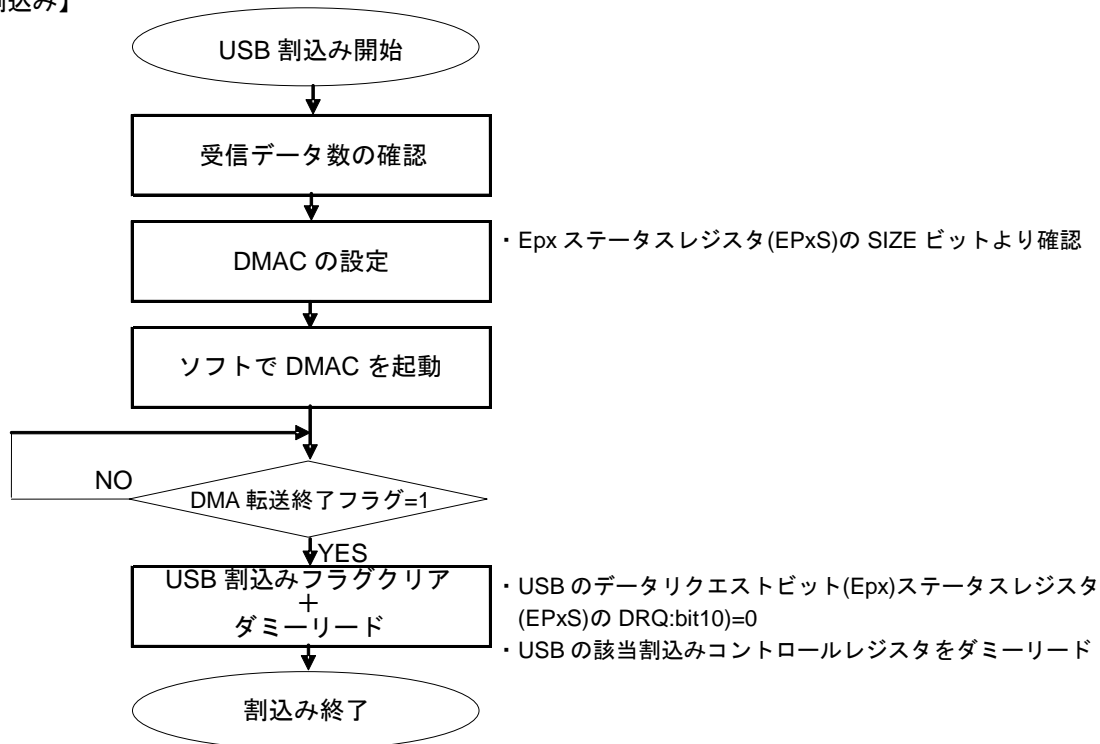 割込み】
USB 割込み開始
受信データ数の確認
DMAC の設定
・Epx ステータスレジスタ(EPxS)の SIZE ビットより確認
ソフトで DMAC を起動
NO
DMA 転送終了フラグ=1
YES
USB 割込みフラグクリア
＋
ダミーリード
・USB のデータリクエストビット(Epx)ステータスレジスタ
(EPxS)の DRQ:bit10)=0
・USB の該当割込みコントロールレジスタをダミーリード
割込み終了